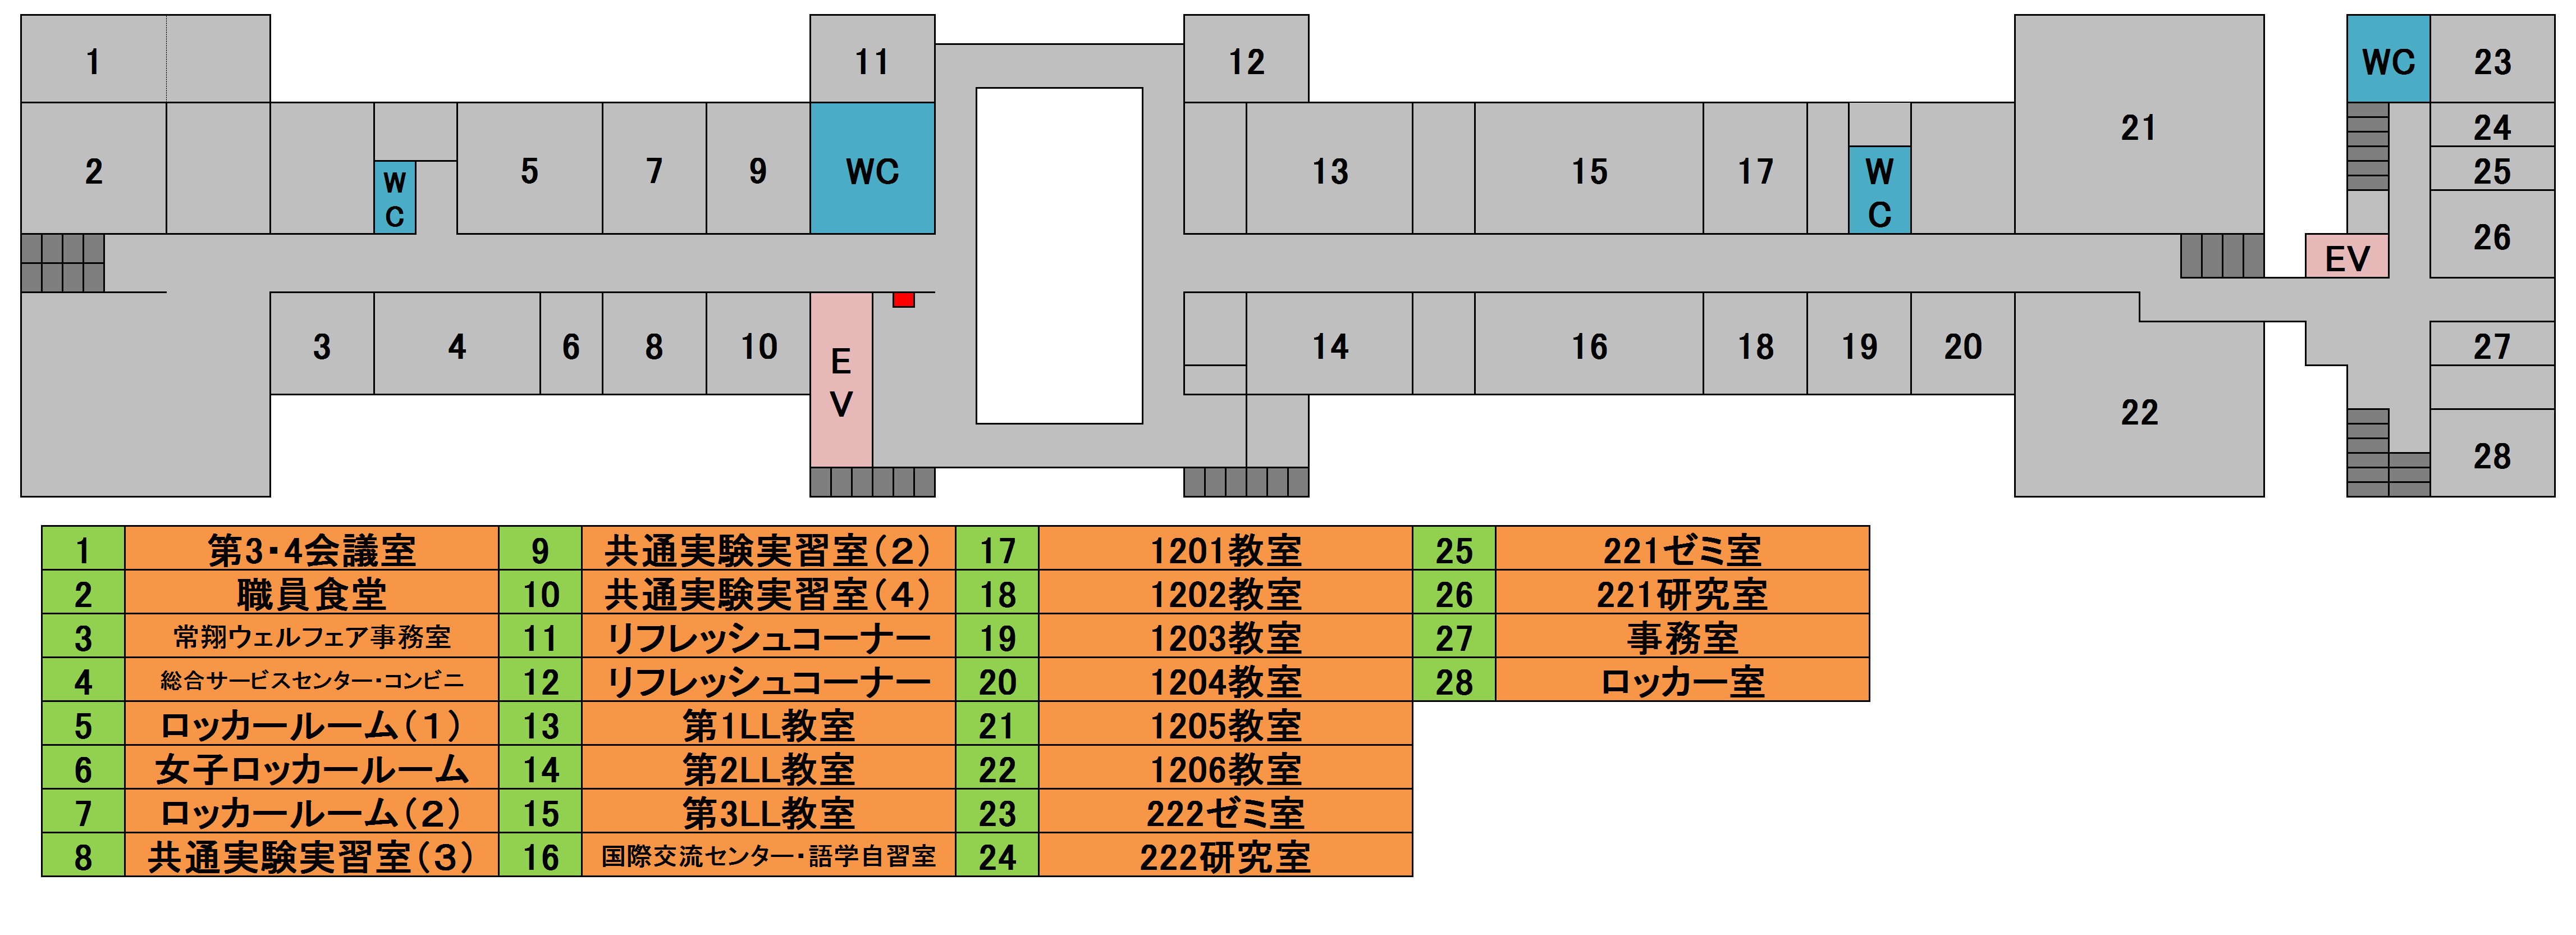 1
11
12
WC
23
21
24
2
W
C
5
7
9
WC
13
15
17
W
C
25
26
EV
3
4
6
8
10
E
V
14
16
18
19
20
27
22
28
1 第3・4会議室 9 共通実験実習室(2) 17 1201教室 25 221ゼミ室
2 職員食堂 10 共通実験実習室(4) 18 1202教室 26 221研究室
3 常翔ウェルフェア事務室 11 リフレッシュコーナー 19 1203教室 27 事務室
4 総合サービスセンター・コンビニ 12 リフレッシュコーナー 20 1204教室 28 ロッカー室
5 ロッカールーム(1) 13 第1LL教室 21 1205教室
6 女子ロッカールーム 14 第2LL教室 22 1206教室
7 ロッカールーム(2) 15 第3LL教室 23 222ゼミ室
8 共通実験実習室(3) 16 国際交流センター・語学自習室 24 222研究室